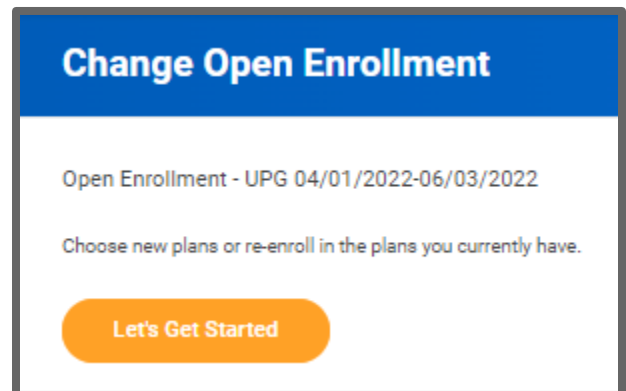 Change Open Enrollment
Open Enrollment - UPG 04/01/2022-06/03/2022
Choose new plans or re-enroll in the plans you currently have.
Let's Get Started